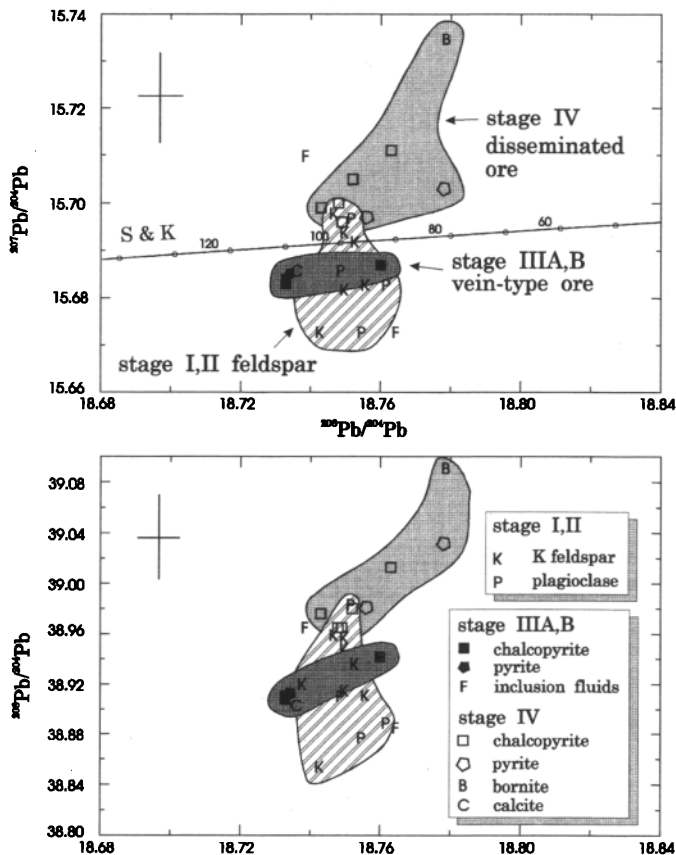 15.74
15.72
15.70
15.68
15.66
²⁰⁷Pb/²⁰⁴Pb
B
F
K
P
K
K
stage IV
disseminated
ore
S & K
120
100
80
60
C
P
K
K
P
K
P
F
stage IIIA,B
vein-type ore
stage I,II feldspar
18.68
18.72
18.76
18.80
18.84
²⁰⁶Pb/²⁰⁴Pb
39.08
39.04
39.00
38.96
38.92
38.88
38.84
38.80
²⁰⁸Pb/²⁰⁴Pb
B
P
F
K
K
K
K
K
K
C
P
P
F
K
stage I,II
K K feldspar
P plagioclase
stage IIIA,B
chalcopyrite
pyrite
F inclusion fluids
stage IV
chalcopyrite
pyrite
B bornite
C calcite
18.68
18.72
18.76
18.80
18.84